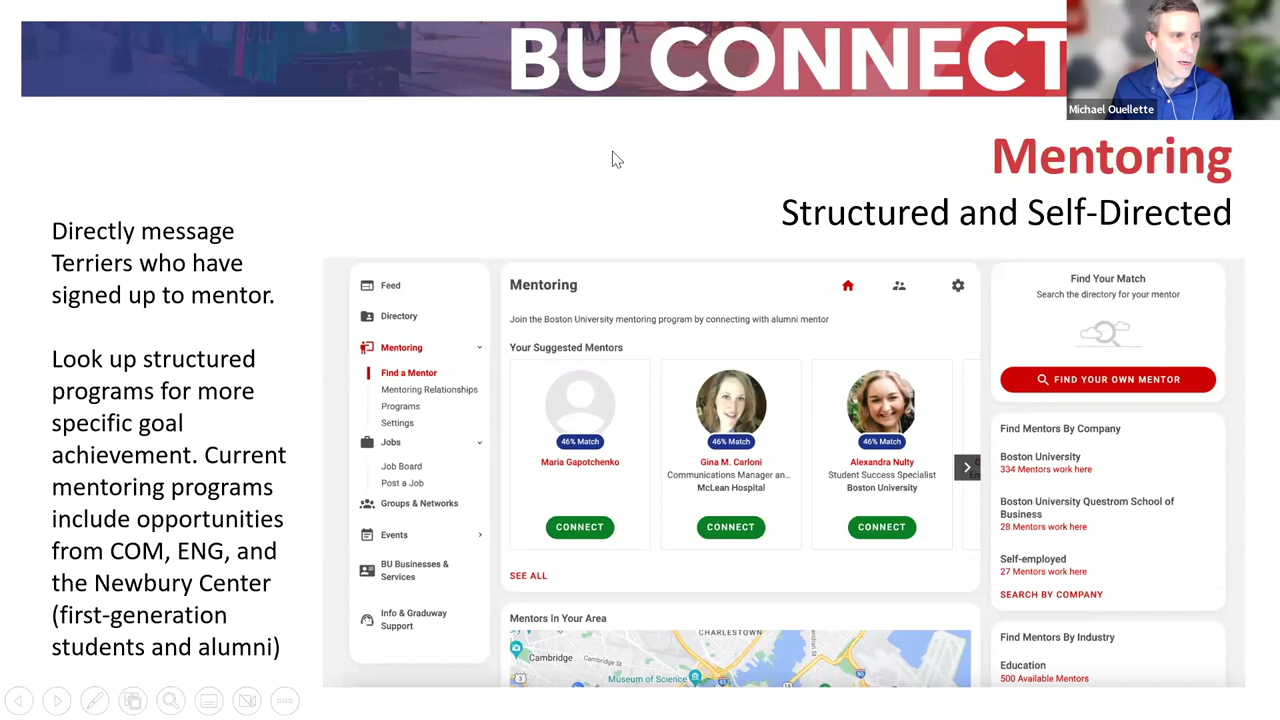 BU CONNECT
Michael Ouellette
Mentoring
Structured and Self-Directed
Directly message
Terriers who have
signed up to mentor.
Look up structured
programs for more
specific goal
achievement. Current
mentoring programs
include opportunities
from COM, ENG, and
the Newbury Center
(first-generation
students and alumni)
Feed
Directory
Mentoring
Find a Mentor
Mentoring Relationships
Programs
Settings
Jobs
Job Board
Post a Job
Groups & Networks
Events
BU Businesses &
Services
Info & Graduway
Support
Mentoring
Join the Boston University mentoring program by connecting with alumni mentor
Your Suggested Mentors
46% Match
Maria Gapotchenko
CONNECT
46% Match
Gina M. Carloni
Communications Manager an...
McLean Hospital
CONNECT
46% Match
Alexandra Nulty
Student Success Specialist
Boston University
CONNECT
SEE ALL
Mentors In Your Area
CHARLESTOWN
Cambridge
Cambridge St
Museum of Science
3
90
Find Your Match
Search the directory for your mentor
FIND YOUR OWN MENTOR
Find Mentors By Company
Boston University
334 Mentors work here
Boston University Questrom School of
Business
28 Mentors work here
Self-employed
27 Mentors work here
SEARCH BY COMPANY
Find Mentors By Industry
Education
500 Available Mentors